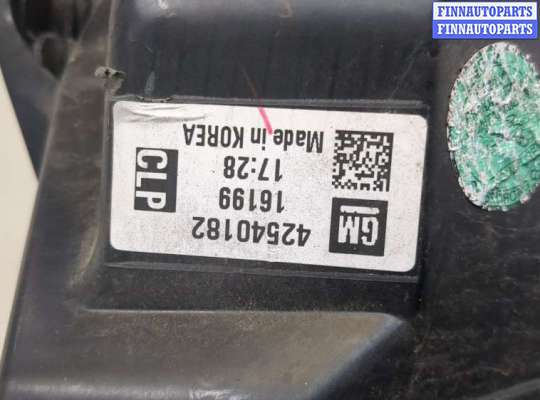 FINNAUTOPARTS
FINNAUTOPARTS
42540182
16199
17:28
Made in KOREA
GM
CLP